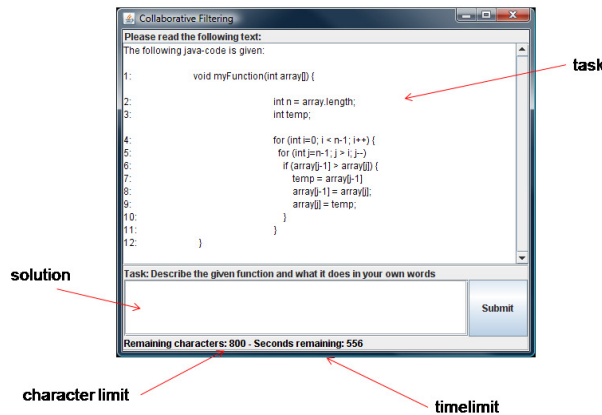 Collaborative Filtering
Please read the following text:
The following java-code is given:
1: void myFunction(int array[]) {
task
2: int n = array.length;
3: int temp;
4: for (int i=0; i < n-1; i++) {
5: for (int j=n-1; j > i; j--)
6: if (array[j-1] > array[j]) {
7: temp = array[j-1]
8: array[j-1] = array[j];
9: array[j] = temp;
10: }
11: }
12: }
solution
Task: Describe the given function and what it does in your own words
Submit
Remaining characters: 800 - Seconds remaining: 556
character limit
timelimit